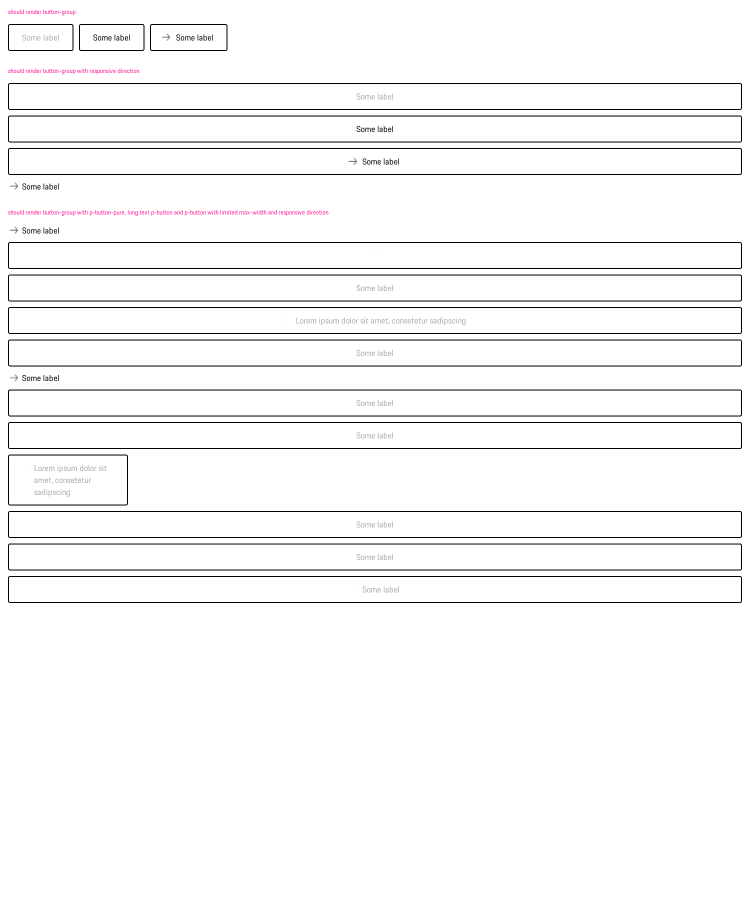 should render button-group
Some label Some label Some label
should render button-group with responsive direction
Some label
Some label
Some label
Some label
should render button-group with p-button-pure, long text p-button and p-button with limited max-width and responsive direction
Some label
Some label
Lorem ipsum dolor sit amet, consetetur sadipscing
Some label
Some label
Some label
Some label
Lorem ipsum dolor sit
amet, consetetur
sadipscing
Some label
Some label
Some label